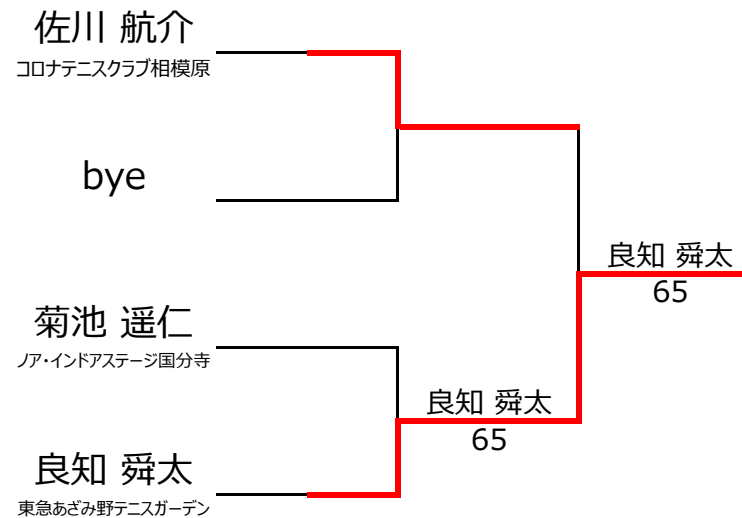 佐川 航介
コロナテニスクラブ相模原
bye
良知 舜太
65
菊池 遥仁
ノア・インドアステージ国分寺
良知 舜太
65
良知 舜太
東急あざみ野テニスガーデン